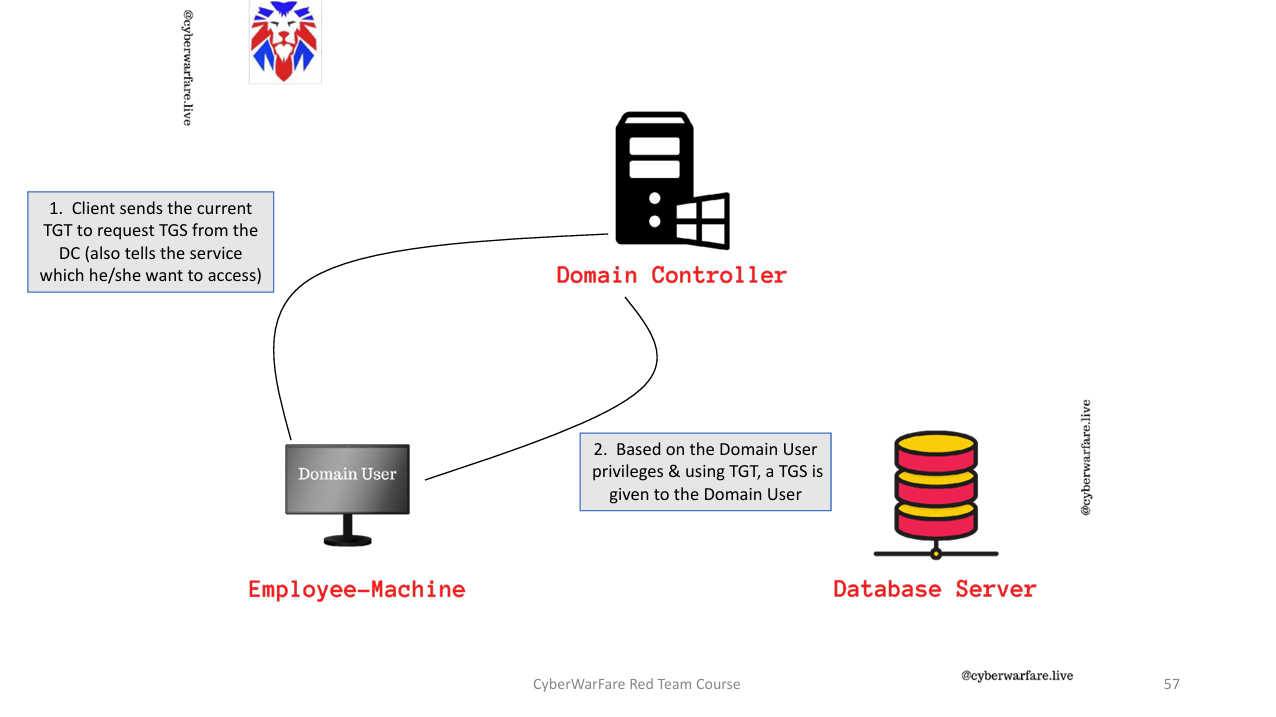 @cyberwarfare.live
Domain Controller
1. Client sends the current
TGT to request TGS from the
DC (also tells the service
which he/she want to access)
Domain User
2. Based on the Domain User
privileges & using TGT, a TGS is
given to the Domain User
@cyberwarfare.live
Employee-Machine
Database Server
CyberWarFare Red Team Course
@cyberwarfare.live
57